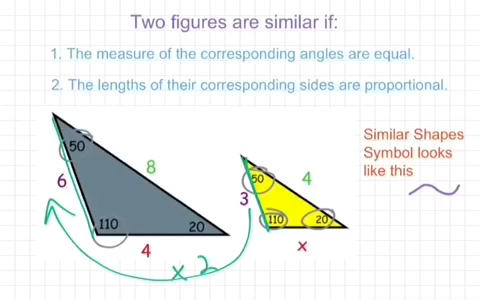 Two figures are similar if:
1. The measure of the corresponding angles are equal.
2. The lengths of their corresponding sides are proportional.
50
8
6
110
20
4
50
4
3
110
20
x
x 2
Similar Shapes
Symbol looks
like this